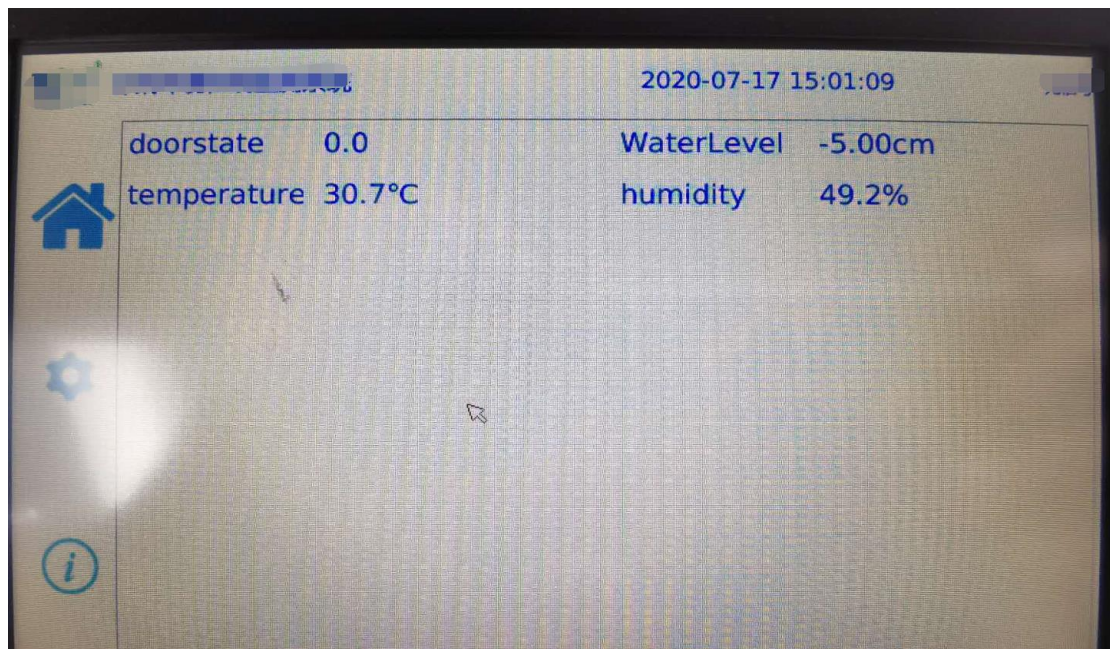 2020-07-17 15:01:09
doorstate 0.0 WaterLevel -5.00cm
temperature 30.7°C humidity 49.2%
i